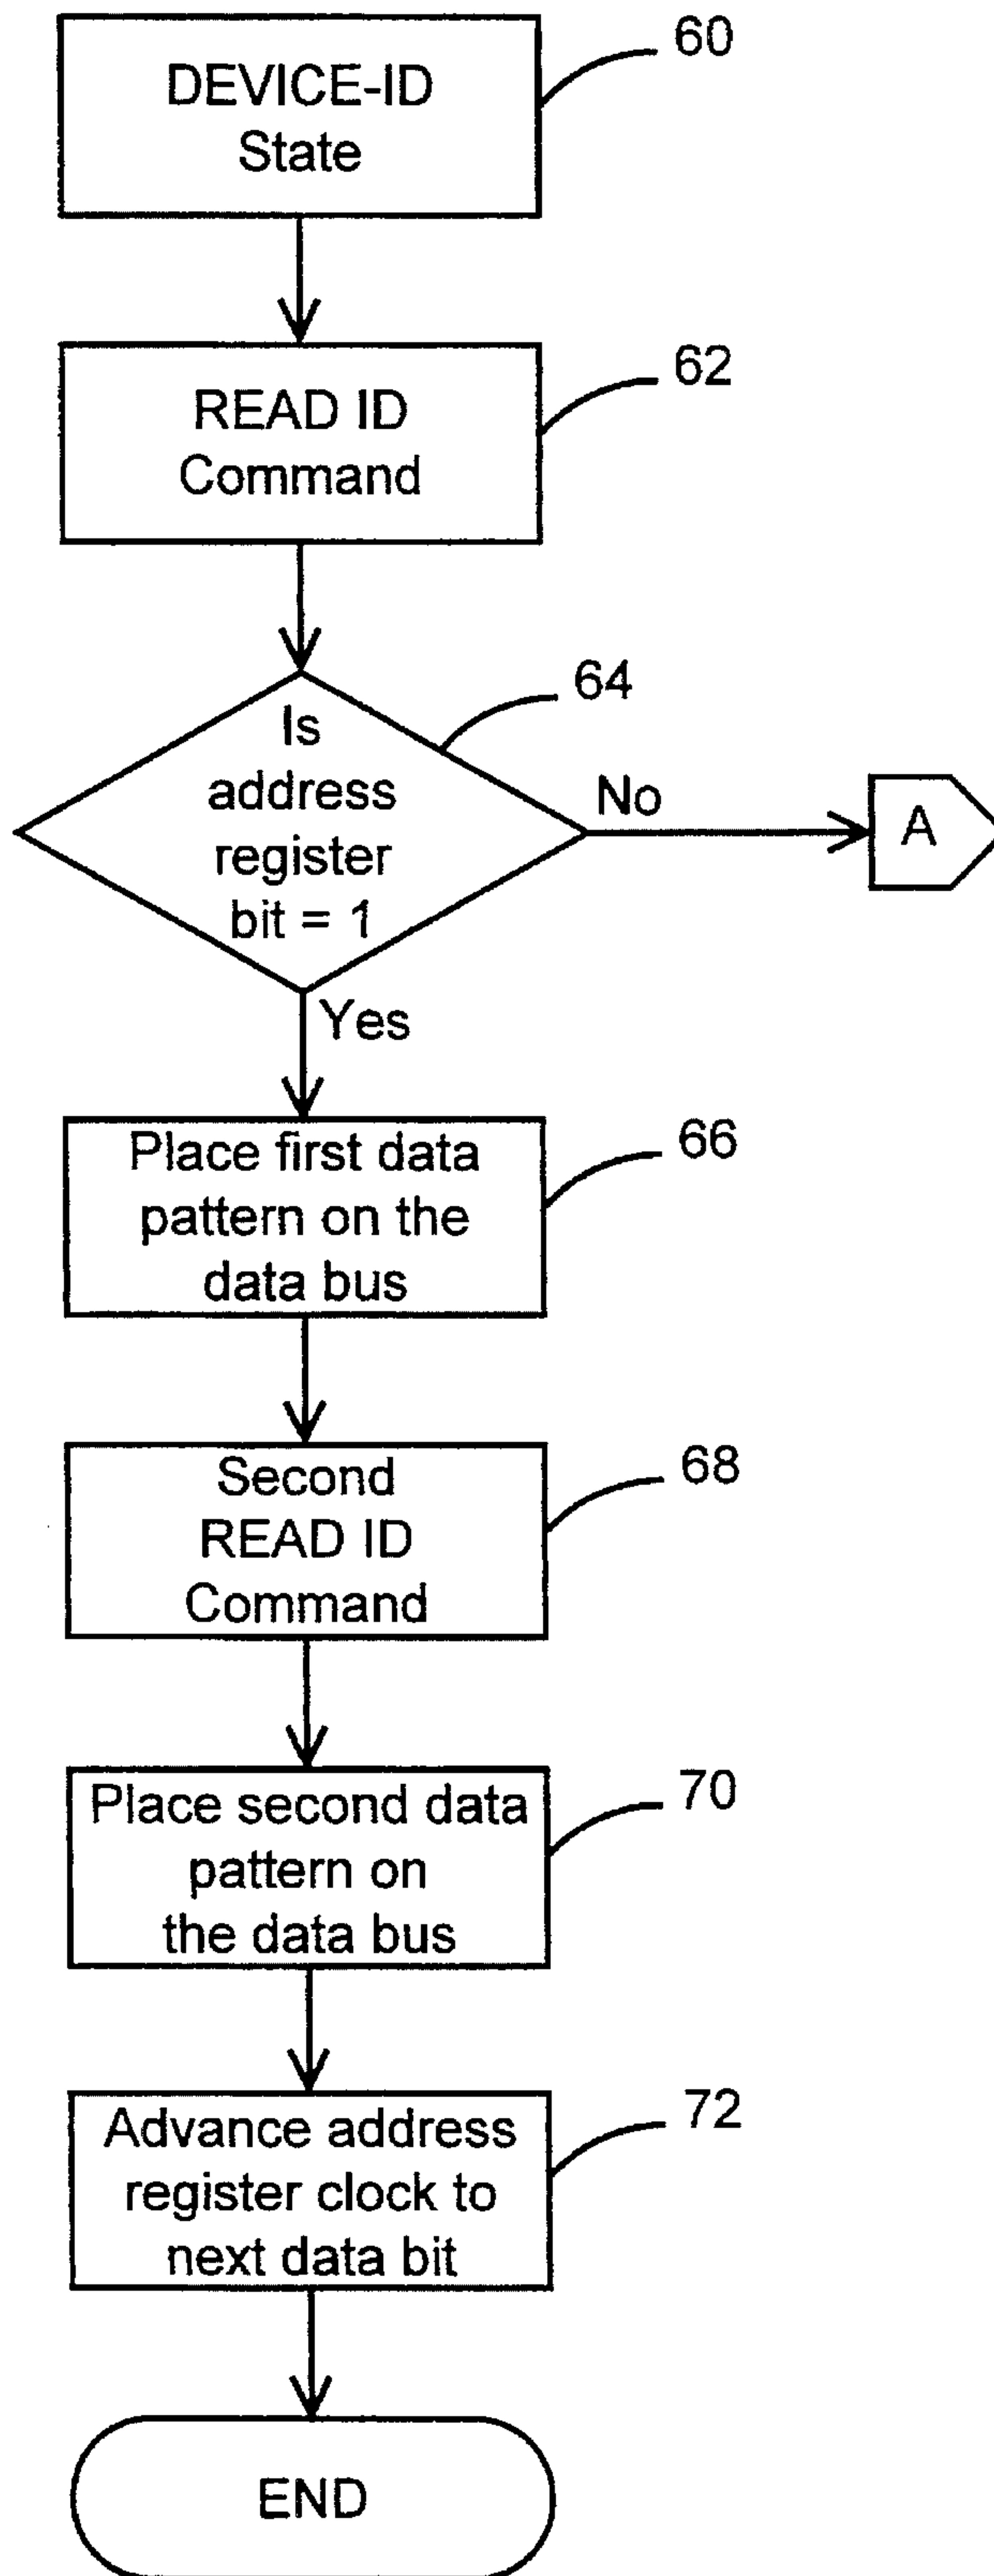 DEVICE-ID
State
60
READ ID
Command
62
Is
address
register
bit = 1
64
No
A
Yes
Place first data
pattern on the
data bus
66
Second
READ ID
Command
68
Place second data
pattern on
the data bus
70
Advance address
register clock to
next data bit
72
END